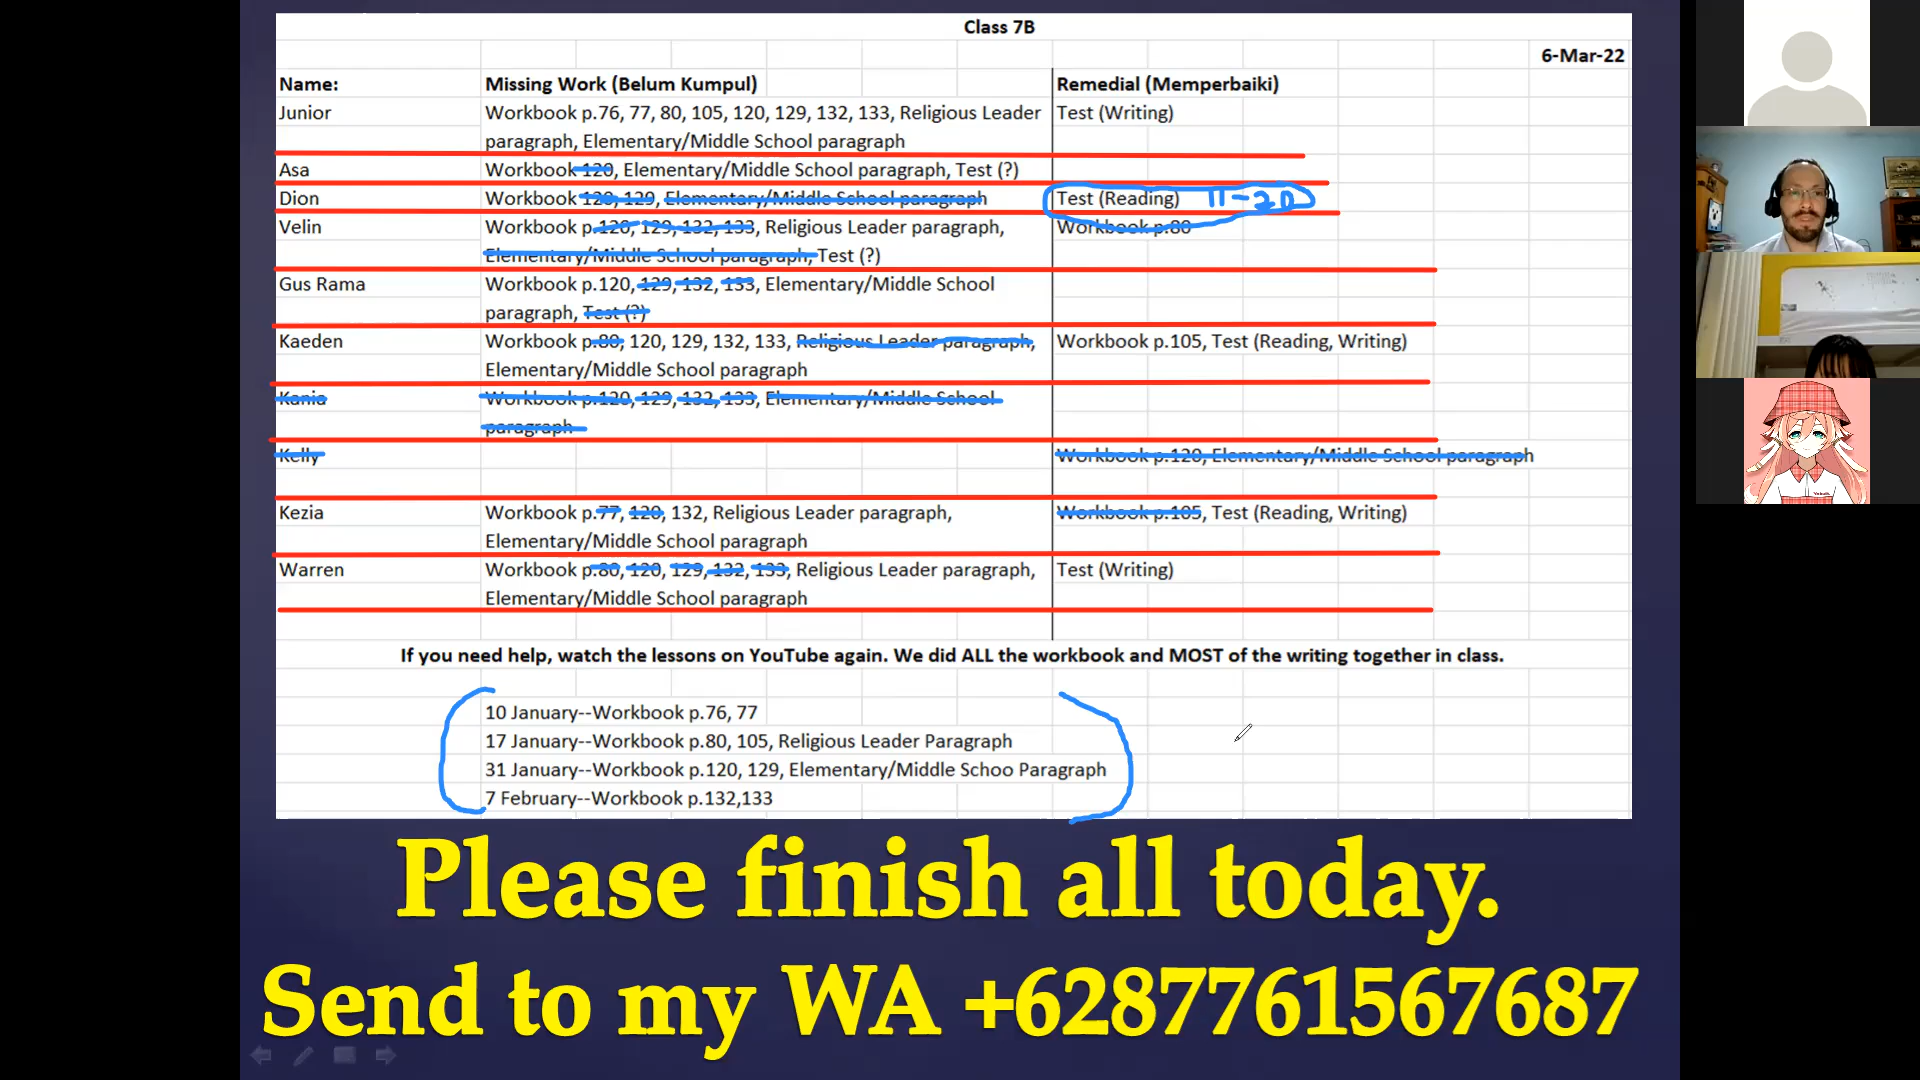 Class 7B
6-Mar-22
Name: Missing Work (Belum Kumpul) Remedial (Memperbaiki)
Junior Workbook p.76, 77, 80, 105, 120, 129, 132, 133, Religious Leader Test (Writing)
paragraph, Elementary/Middle School paragraph
Asa Workbook 120, Elementary/Middle School paragraph, Test (?)
Dion Workbook 120, 129, Elementary/Middle School paragraph Test (Reading) 11-20
Velin Workbook p.120, 129, 132, 133, Religious Leader paragraph, Workbook p.80
Elementary/Middle School paragraph, Test (?)
Gus Rama Workbook p.120, 129, 132, 133, Elementary/Middle School
paragraph, Test (?)
Kaeden Workbook p.80, 120, 129, 132, 133, Religious Leader paragraph, Workbook p.105, Test (Reading, Writing)
Elementary/Middle School paragraph
Kania Workbook p.120, 129, 132, 133, Elementary/Middle School
paragraph
Kelly Workbook p.120, Elementary/Middle School paragraph
Kezia Workbook p.77, 120, 132, Religious Leader paragraph, Workbook p.105, Test (Reading, Writing)
Elementary/Middle School paragraph
Warren Workbook p.80, 120, 129, 132, 133, Religious Leader paragraph, Test (Writing)
Elementary/Middle School paragraph
If you need help, watch the lessons on YouTube again. We did ALL the workbook and MOST of the writing together in class.
10 January--Workbook p.76, 77
17 January--Workbook p.80, 105, Religious Leader Paragraph
31 January--Workbook p.120, 129, Elementary/Middle Schoo Paragraph
7 February--Workbook p.132,133
Please finish all today.
Send to my WA +6287761567687